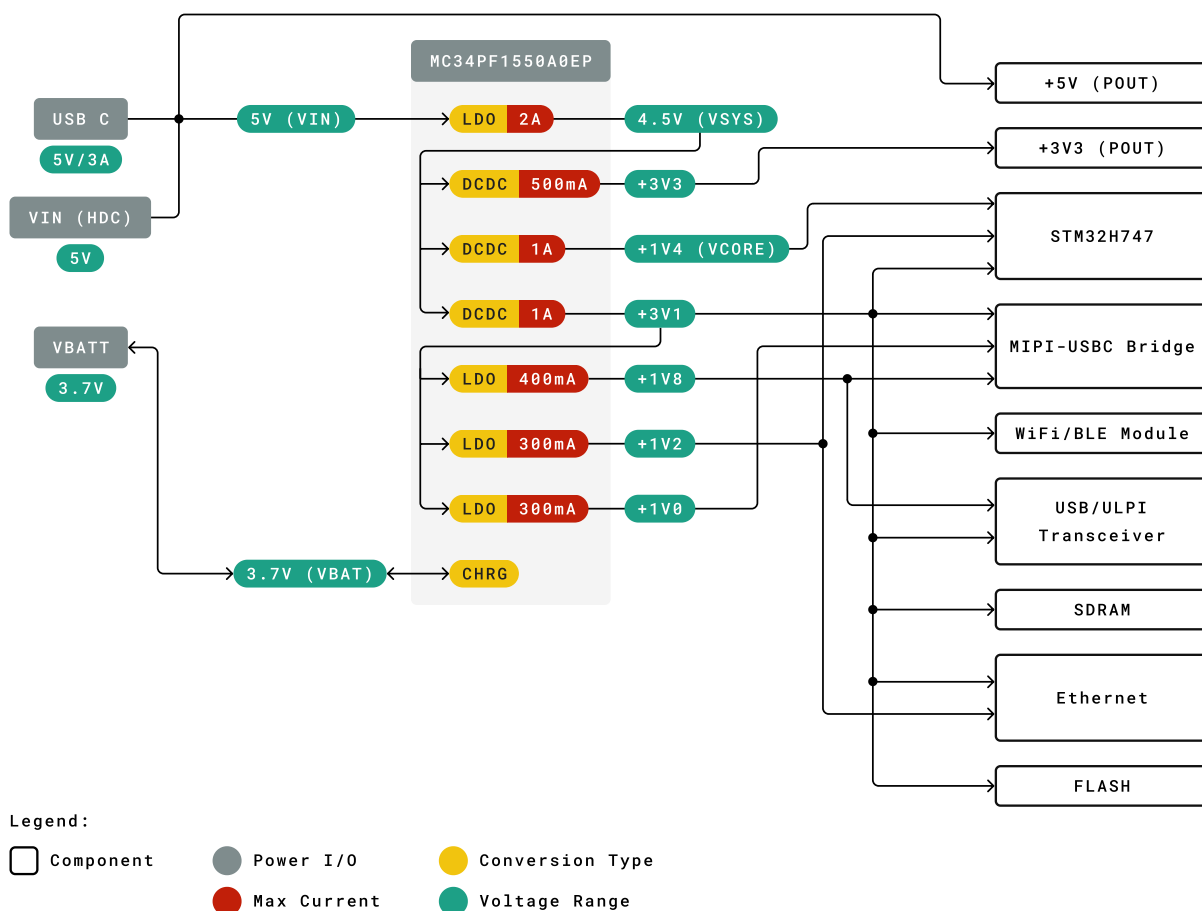 MC34PF1550A0EP
+5V (POUT)
USB C
5V (VIN)
LDO 2A
4.5V (VSYS)
+3V3 (POUT)
5V/3A
DCDC 500mA
+3V3
VIN (HDC)
STM32H747
DCDC 1A
+1V4 (VCORE)
5V
DCDC 1A
+3V1
VBATT
MIPI-USBC Bridge
3.7V
LDO 400mA
+1V8
WiFi/BLE Module
LDO 300mA
+1V2
LDO 300mA
+1V0
USB/ULPI
Transceiver
3.7V (VBAT)
CHRG
SDRAM
Ethernet
FLASH
Legend:
Component
Power I/O
Conversion Type
Max Current
Voltage Range